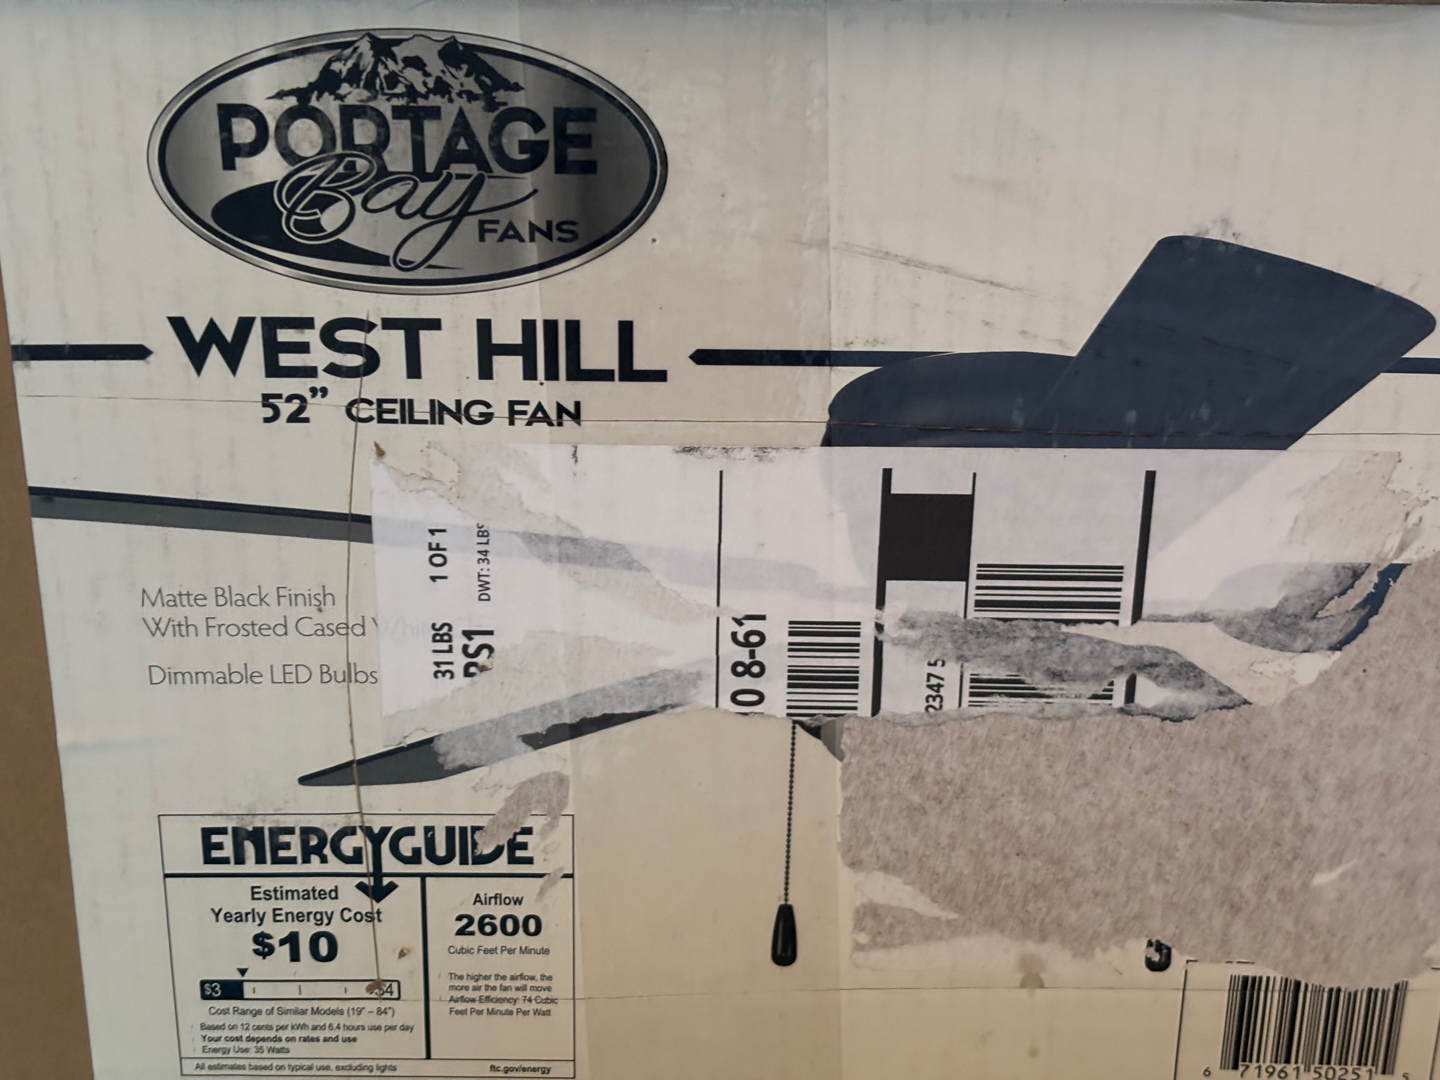 PORTAGE
Bay
FANS
WEST HILL
52” CEILING FAN
Matte Black Finish
With Frosted Cased
Dimmable LED Bulbs
31 LBS 1 OF 1
DWT: 34 LBS
0 8-61
2347 5
ENERGYGUIDE
Estimated
Yearly Energy Cost
$10
$3
Cost Range of Similar Models (19” – 84”)
Based on 12 cents per kWh and 6.4 hours use per day
Your cost depends on rates and use
Energy Use: 35 Watts
Airflow
2600
Cubic Feet Per Minute
The higher the airflow, the
more air the fan will move
Airflow Efficiency: 74 Cubic
Feet Per Minute Per Watt
All estimates based on typical use, excluding lights
ftc.gov/energy
6 71961 50251 5